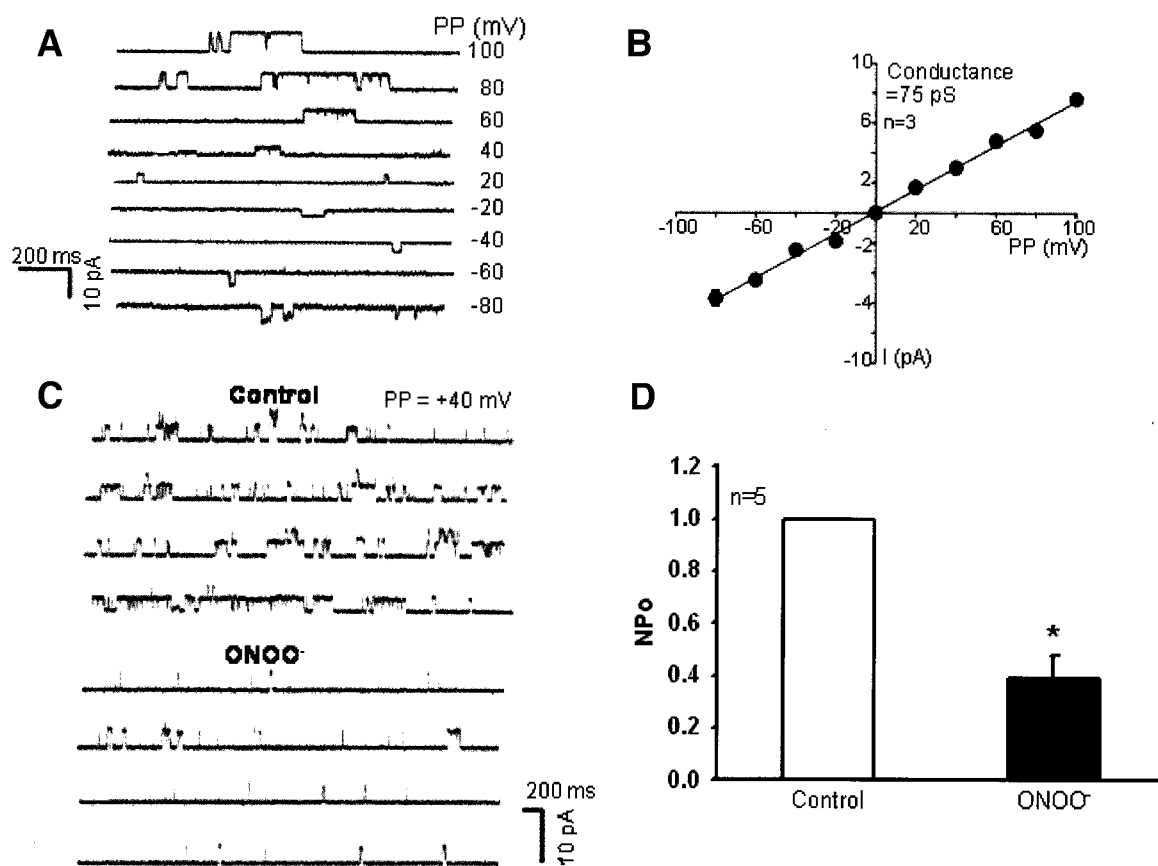 A
PP (mV)
100
80
60
40
20
-20
-40
-60
-80
200 ms
10 pA
B
10
Conductance
=75 pS
n=3
6
2
-100 -60 -20 20 60 100
PP (mV)
-2
-4
-10
I (pA)
C
Control
PP = +40 mV
ONOO-
200 ms
10 pA
D
n=5
1.2
1.0
0.8
0.6
0.4
0.2
0.0
NPo
*
Control
ONOO-